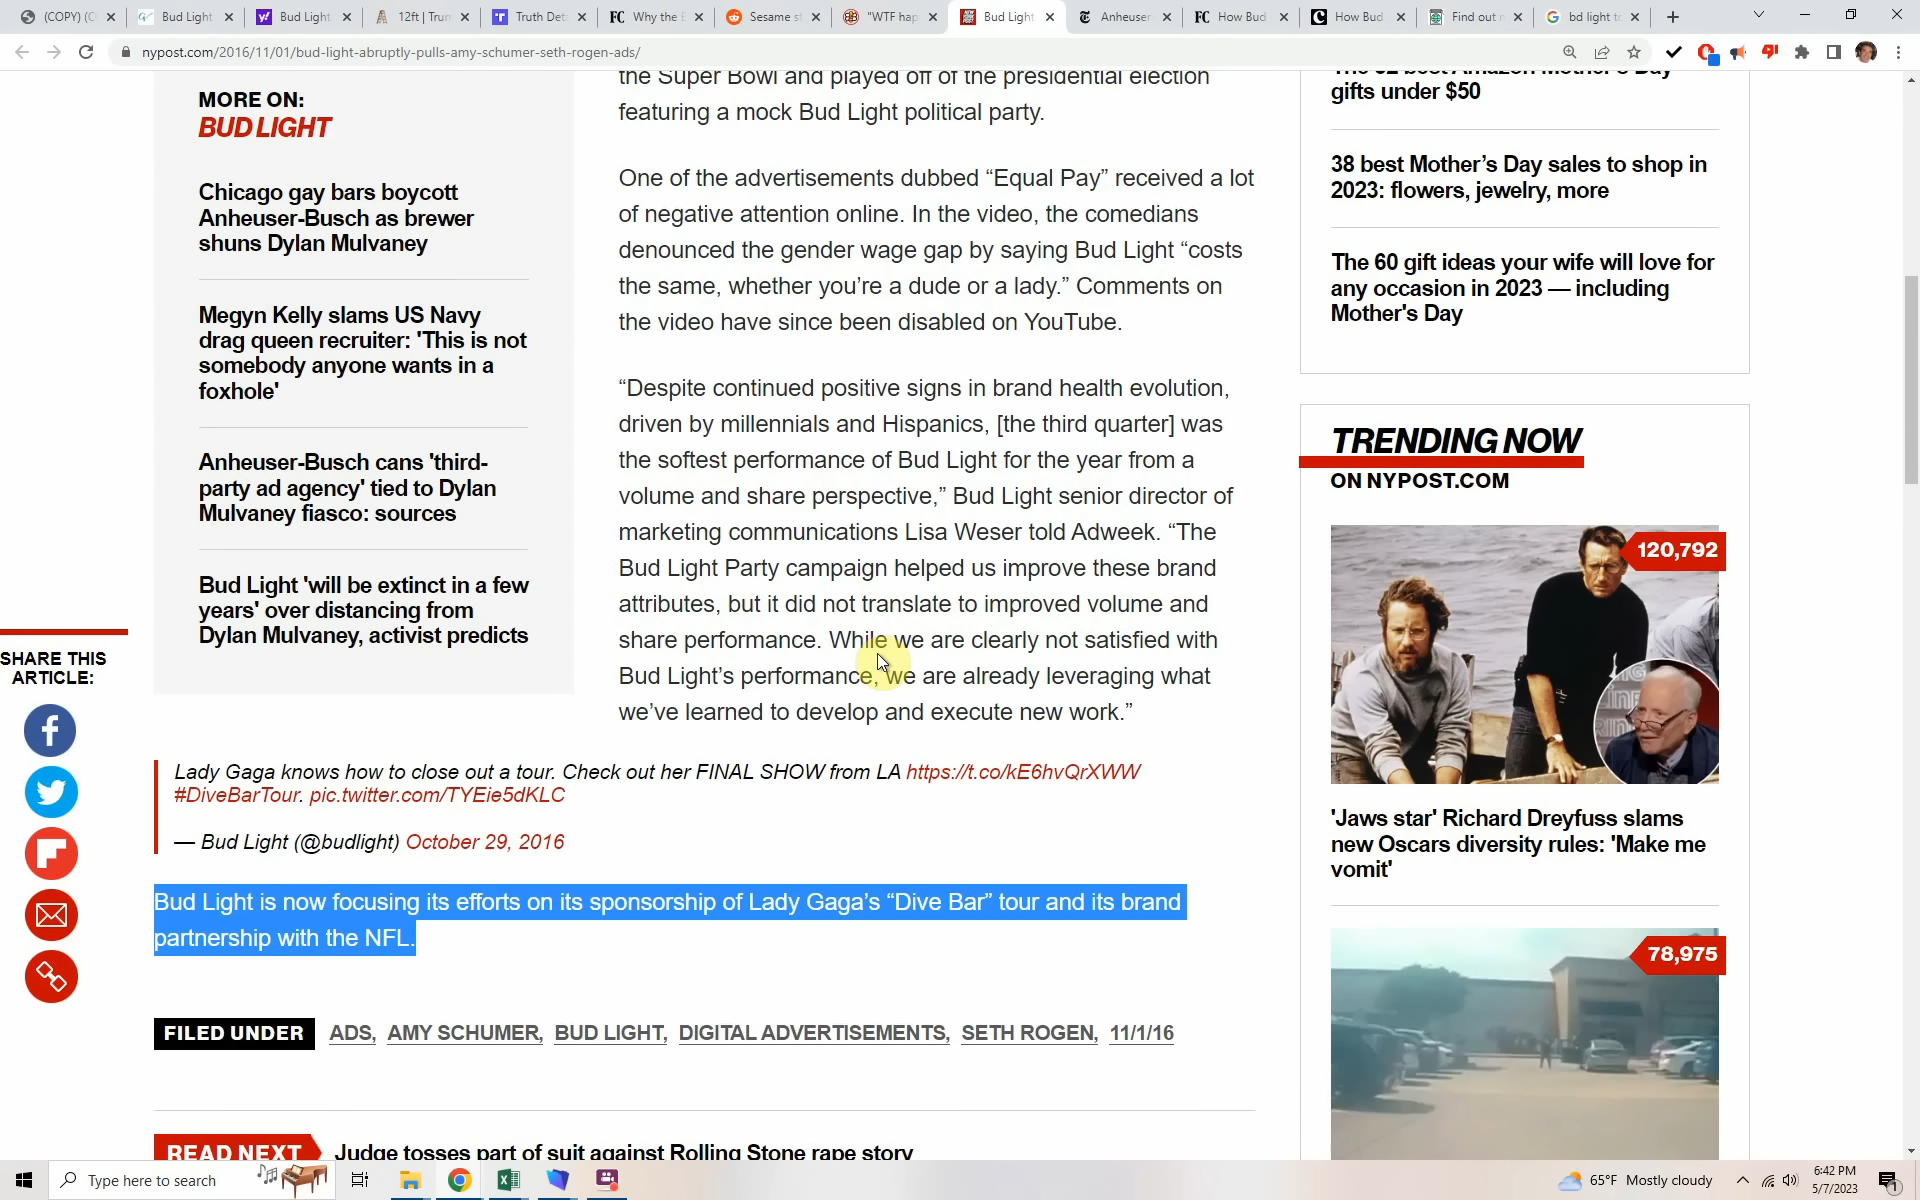 (COPY) (C
Bud Light
Bud Light
12ft | Trun
Truth Det
Why the B
Sesame st
"WTF hap
Bud Light
Anheuser
How Bud
How Bud
Find out
bd light t
nypost.com/2016/11/01/bud-light-abruptly-pulls-amy-schumer-seth-rogen-ads/
MORE ON:
BUD LIGHT
Chicago gay bars boycott
Anheuser-Busch as brewer
shuns Dylan Mulvaney
Megyn Kelly slams US Navy
drag queen recruiter: 'This is not
somebody anyone wants in a
foxhole'
Anheuser-Busch cans 'third-
party ad agency' tied to Dylan
Mulvaney fiasco: sources
Bud Light 'will be extinct in a few
years' over distancing from
Dylan Mulvaney, activist predicts
SHARE THIS
ARTICLE:
the Super Bowl and played off of the presidential election
featuring a mock Bud Light political party.
One of the advertisements dubbed “Equal Pay” received a lot
of negative attention online. In the video, the comedians
denounced the gender wage gap by saying Bud Light “costs
the same, whether you’re a dude or a lady.” Comments on
the video have since been disabled on YouTube.
“Despite continued positive signs in brand health evolution,
driven by millennials and Hispanics, [the third quarter] was
the softest performance of Bud Light for the year from a
volume and share perspective,” Bud Light senior director of
marketing communications Lisa Weser told Adweek. “The
Bud Light Party campaign helped us improve these brand
attributes, but it did not translate to improved volume and
share performance. While we are clearly not satisfied with
Bud Light’s performance, we are already leveraging what
we’ve learned to develop and execute new work.”
Lady Gaga knows how to close out a tour. Check out her FINAL SHOW from LA https://t.co/kE6hvQrXWW
#DiveBarTour. pic.twitter.com/TYEie5dKLC
— Bud Light (@budlight) October 29, 2016
Bud Light is now focusing its efforts on its sponsorship of Lady Gaga’s “Dive Bar” tour and its brand
partnership with the NFL.
FILED UNDER ADS, AMY SCHUMER, BUD LIGHT, DIGITAL ADVERTISEMENTS, SETH ROGEN, 11/1/16
READ NEXT Judge tosses part of suit against Rolling Stone rape story
The 52 best Amazon Mother's Day
gifts under $50
38 best Mother’s Day sales to shop in
2023: flowers, jewelry, more
The 60 gift ideas your wife will love for
any occasion in 2023 — including
Mother's Day
TRENDING NOW
ON NYPOST.COM
120,792
'Jaws star' Richard Dreyfuss slams
new Oscars diversity rules: 'Make me
vomit'
78,975
Type here to search
65°F Mostly cloudy
6:42 PM
5/7/2023
1